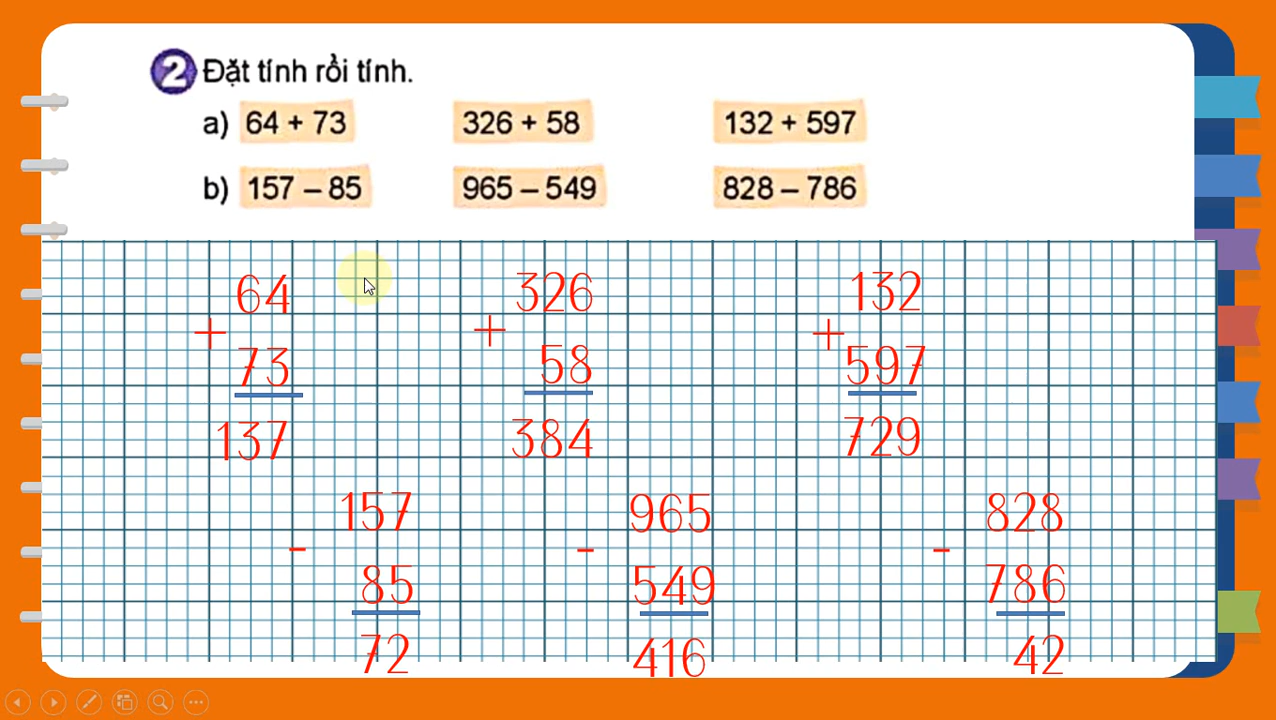 2 Đặt tính rồi tính.
a) 64 + 73 326 + 58 132 + 597
b) 157 – 85 965 – 549 828 – 786
64 326 132
+ + +
73 58 597
137 384 729
157 965 828
- - -
85 549 786
72 416 42